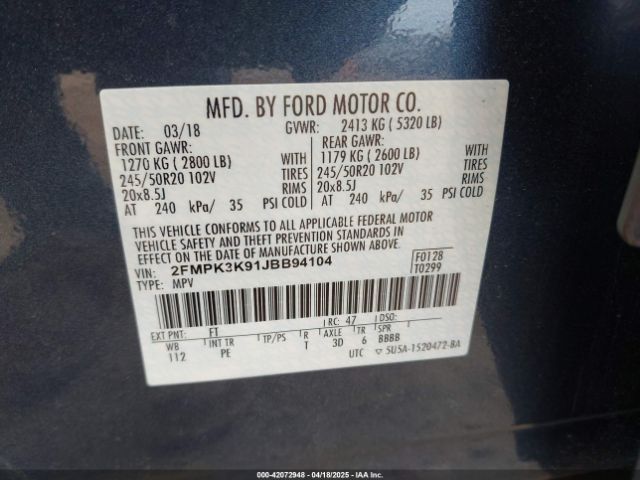 MFD. BY FORD MOTOR CO.
DATE: 03/18 GVWR: 2413 KG ( 5320 LB)
FRONT GAWR: REAR GAWR:
1270 KG ( 2800 LB) WITH 1179 KG ( 2600 LB) WITH
245/50R20 102V TIRES 245/50R20 102V TIRES
20x8.5J RIMS 20x8.5J RIMS
AT 240 kPa/ 35 PSI COLD AT 240 kPa/ 35 PSI COLD
THIS VEHICLE CONFORMS TO ALL APPLICABLE FEDERAL MOTOR
VEHICLE SAFETY AND THEFT PREVENTION STANDARDS IN
EFFECT ON THE DATE OF MANUFACTURE SHOWN ABOVE.
VIN: 2FMPK3K91JBB94104 F0128
TYPE: MPV T0299
EXT PNT: FT RC: 47 DSO:
WB INT TR TP/PS R AXLE TR SPR
112 PE T 3D 6 BBBB
UTC 5U5A-1520472-BA
000-42072948 - 04/18/2025 - IAA Inc.